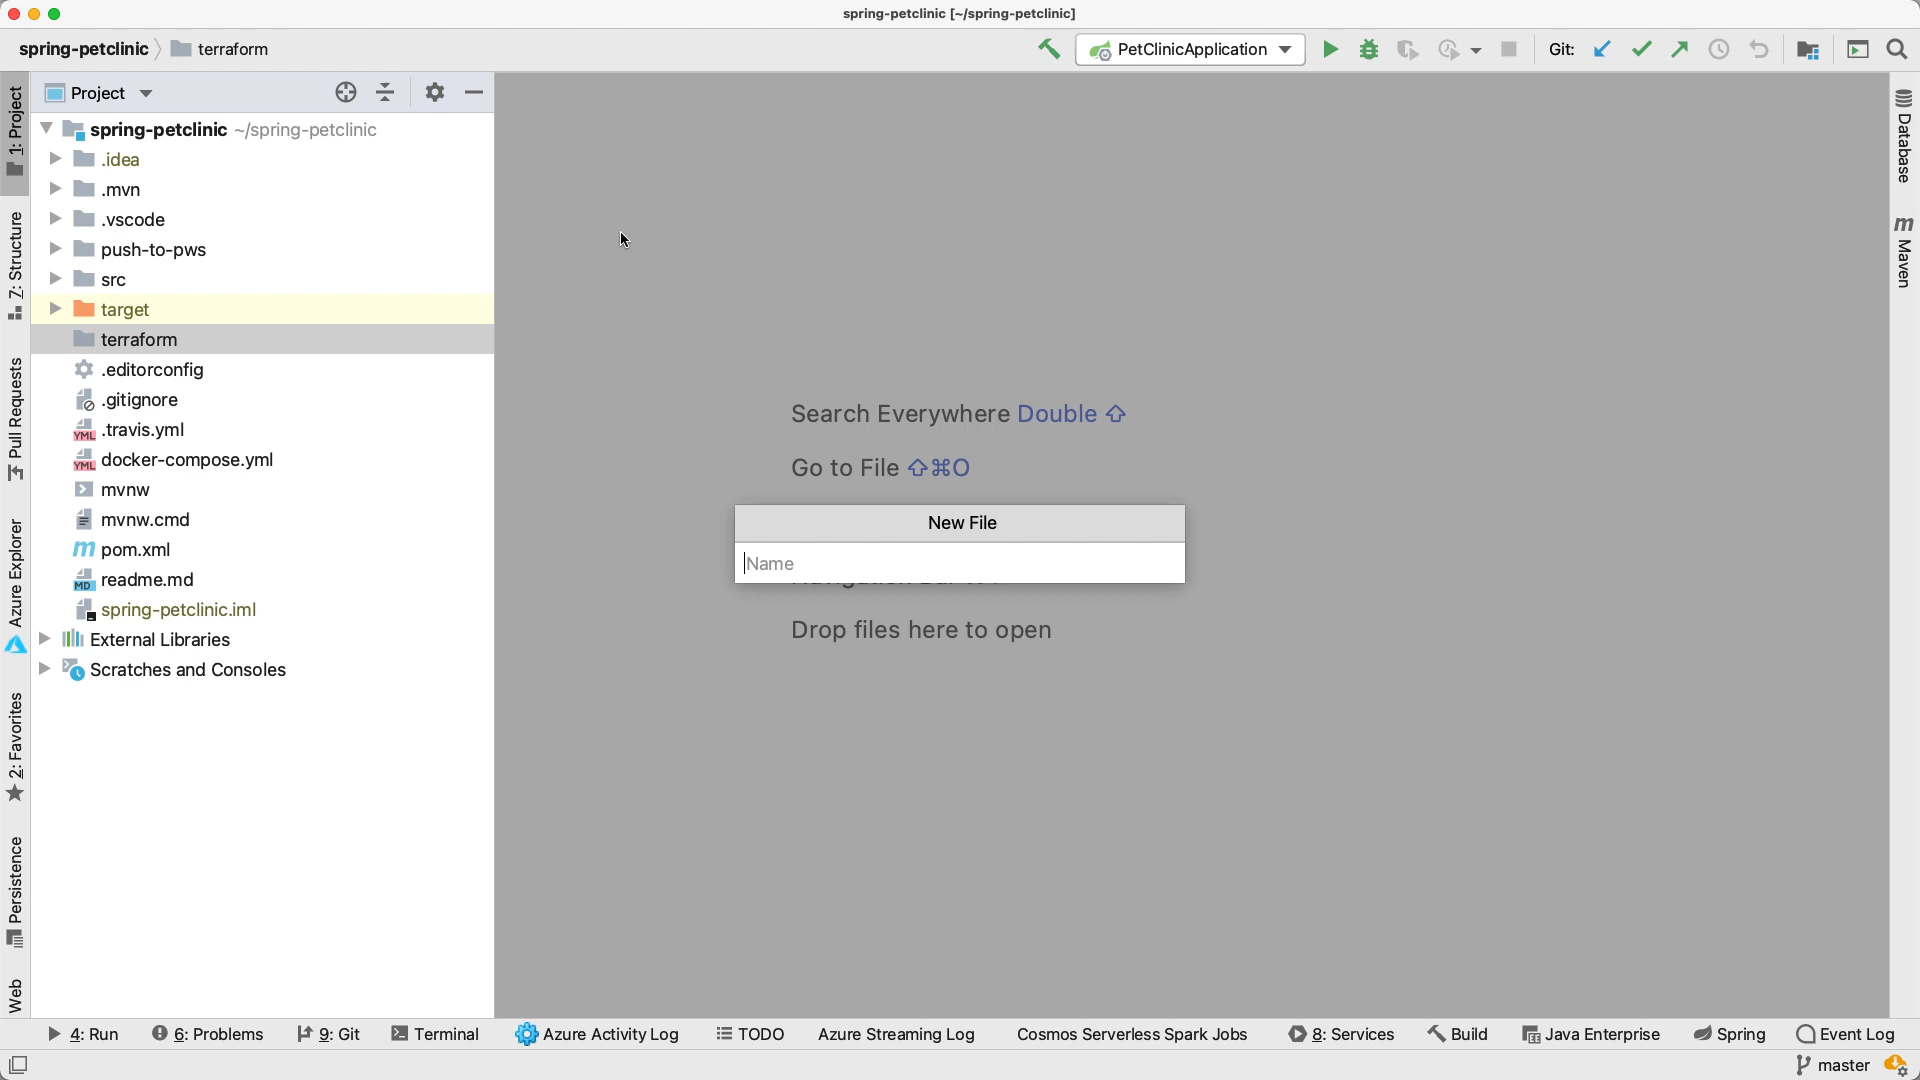 spring-petclinic [~/spring-petclinic]
spring-petclinic
terraform
PetClinicApplication
Git:
1: Project
Z: Structure
Pull Requests
Azure Explorer
2: Favorites
Persistence
Web
Project
spring-petclinic ~/spring-petclinic
.idea
.mvn
.vscode
push-to-pws
src
target
terraform
.editorconfig
.gitignore
.travis.yml
docker-compose.yml
mvnw
mvnw.cmd
pom.xml
readme.md
spring-petclinic.iml
External Libraries
Scratches and Consoles
Search Everywhere Double ⇧
Go to File ⇧⌘O
New File
Name
Drop files here to open
Database
Maven
4: Run
6: Problems
9: Git
Terminal
Azure Activity Log
TODO
Azure Streaming Log
Cosmos Serverless Spark Jobs
8: Services
Build
Java Enterprise
Spring
Event Log
master